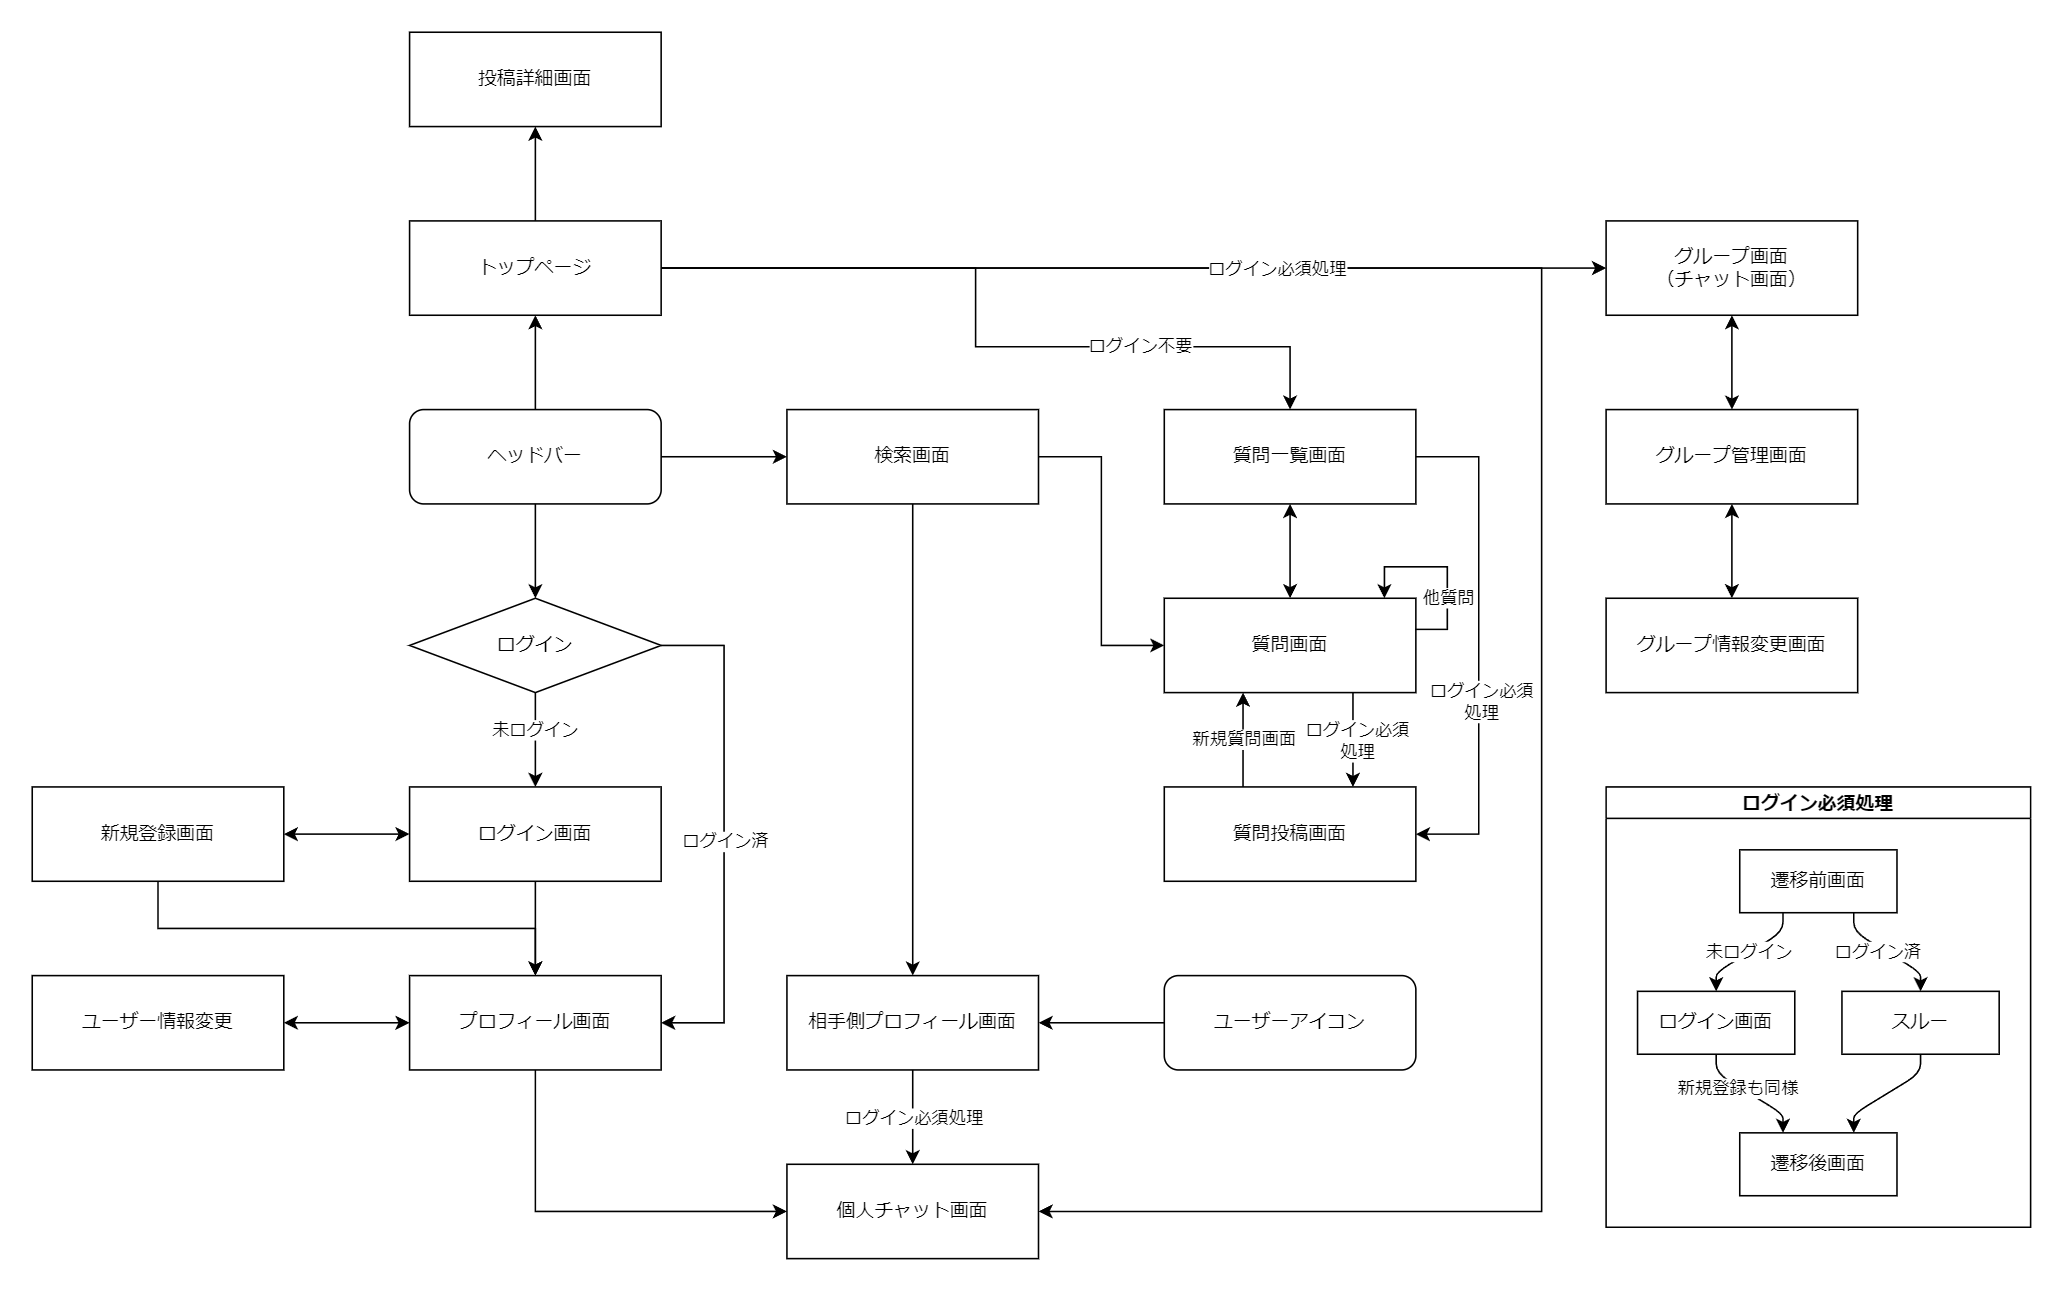 投稿詳細画面
トップページ
ログイン必須処理
グループ画面
（チャット画面）
ログイン不要
ヘッドバー
検索画面
質問一覧画面
グループ管理画面
他質問
ログイン
質問画面
グループ情報変更画面
ログイン必須
処理
未ログイン
新規質問画面
ログイン必須
処理
新規登録画面
ログイン画面
ログイン済
質問投稿画面
ユーザー情報変更
プロフィール画面
相手側プロフィール画面
ユーザーアイコン
ログイン必須処理
個人チャット画面
ログイン必須処理
遷移前画面
未ログイン
ログイン済
ログイン画面
スルー
新規登録も同様
遷移後画面